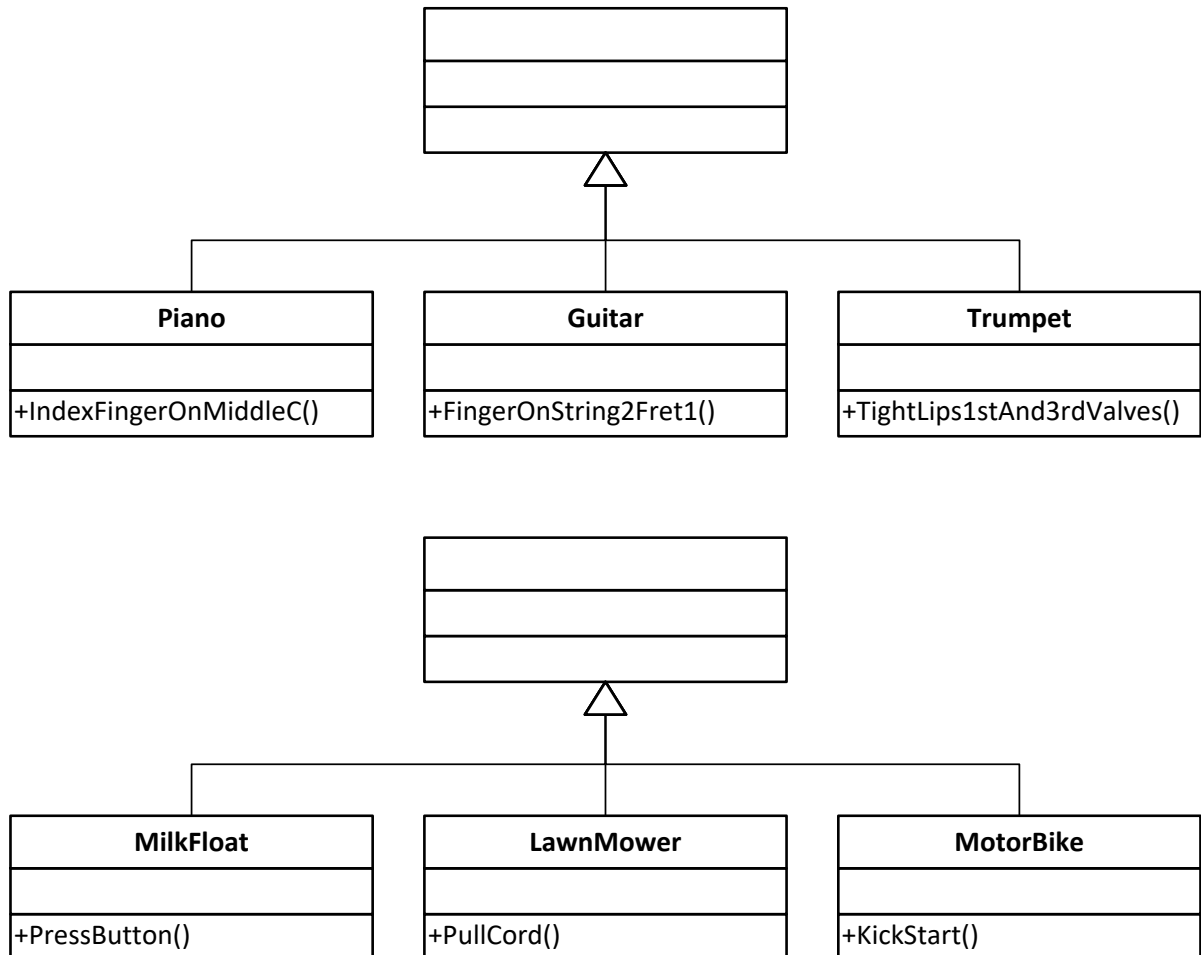 Piano
Guitar
Trumpet
+IndexFingerOnMiddleC()
+FingerOnString2Fret1()
+TightLips1stAnd3rdValves()
MilkFloat
LawnMower
MotorBike
+PressButton()
+PullCord()
+KickStart()